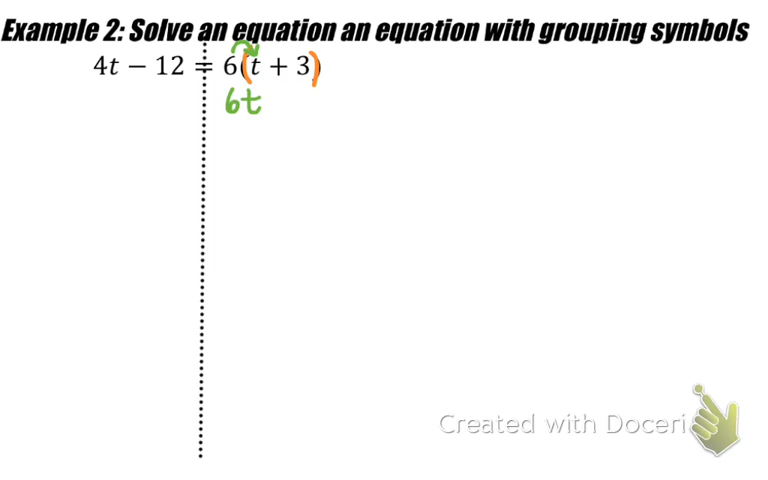 Example 2: Solve an equation an equation with grouping symbols
4t − 12 = 6(t + 3)
6t
Created with Doceri